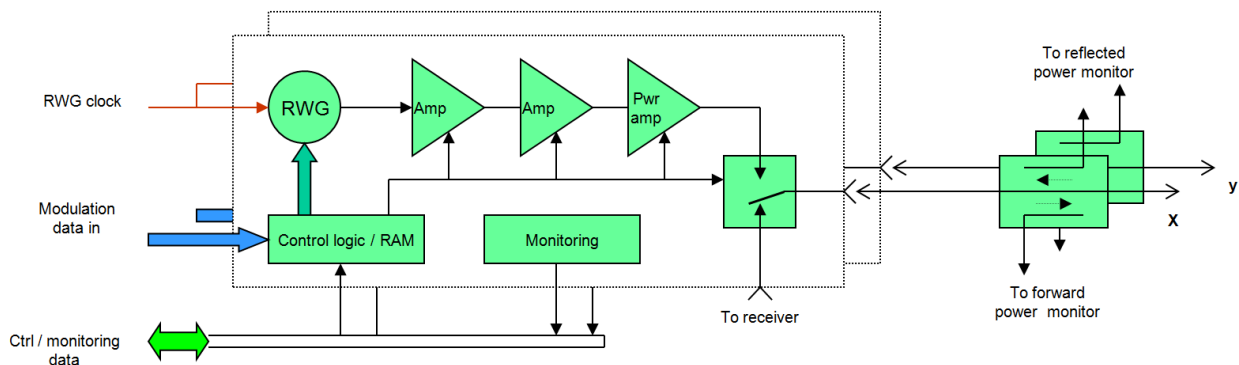 To reflected
power monitor
RWG clock
RWG
Amp
Amp
Pwr
amp
y
X
Modulation
data in
Control logic / RAM
Monitoring
To forward
power monitor
To receiver
Ctrl / monitoring
data